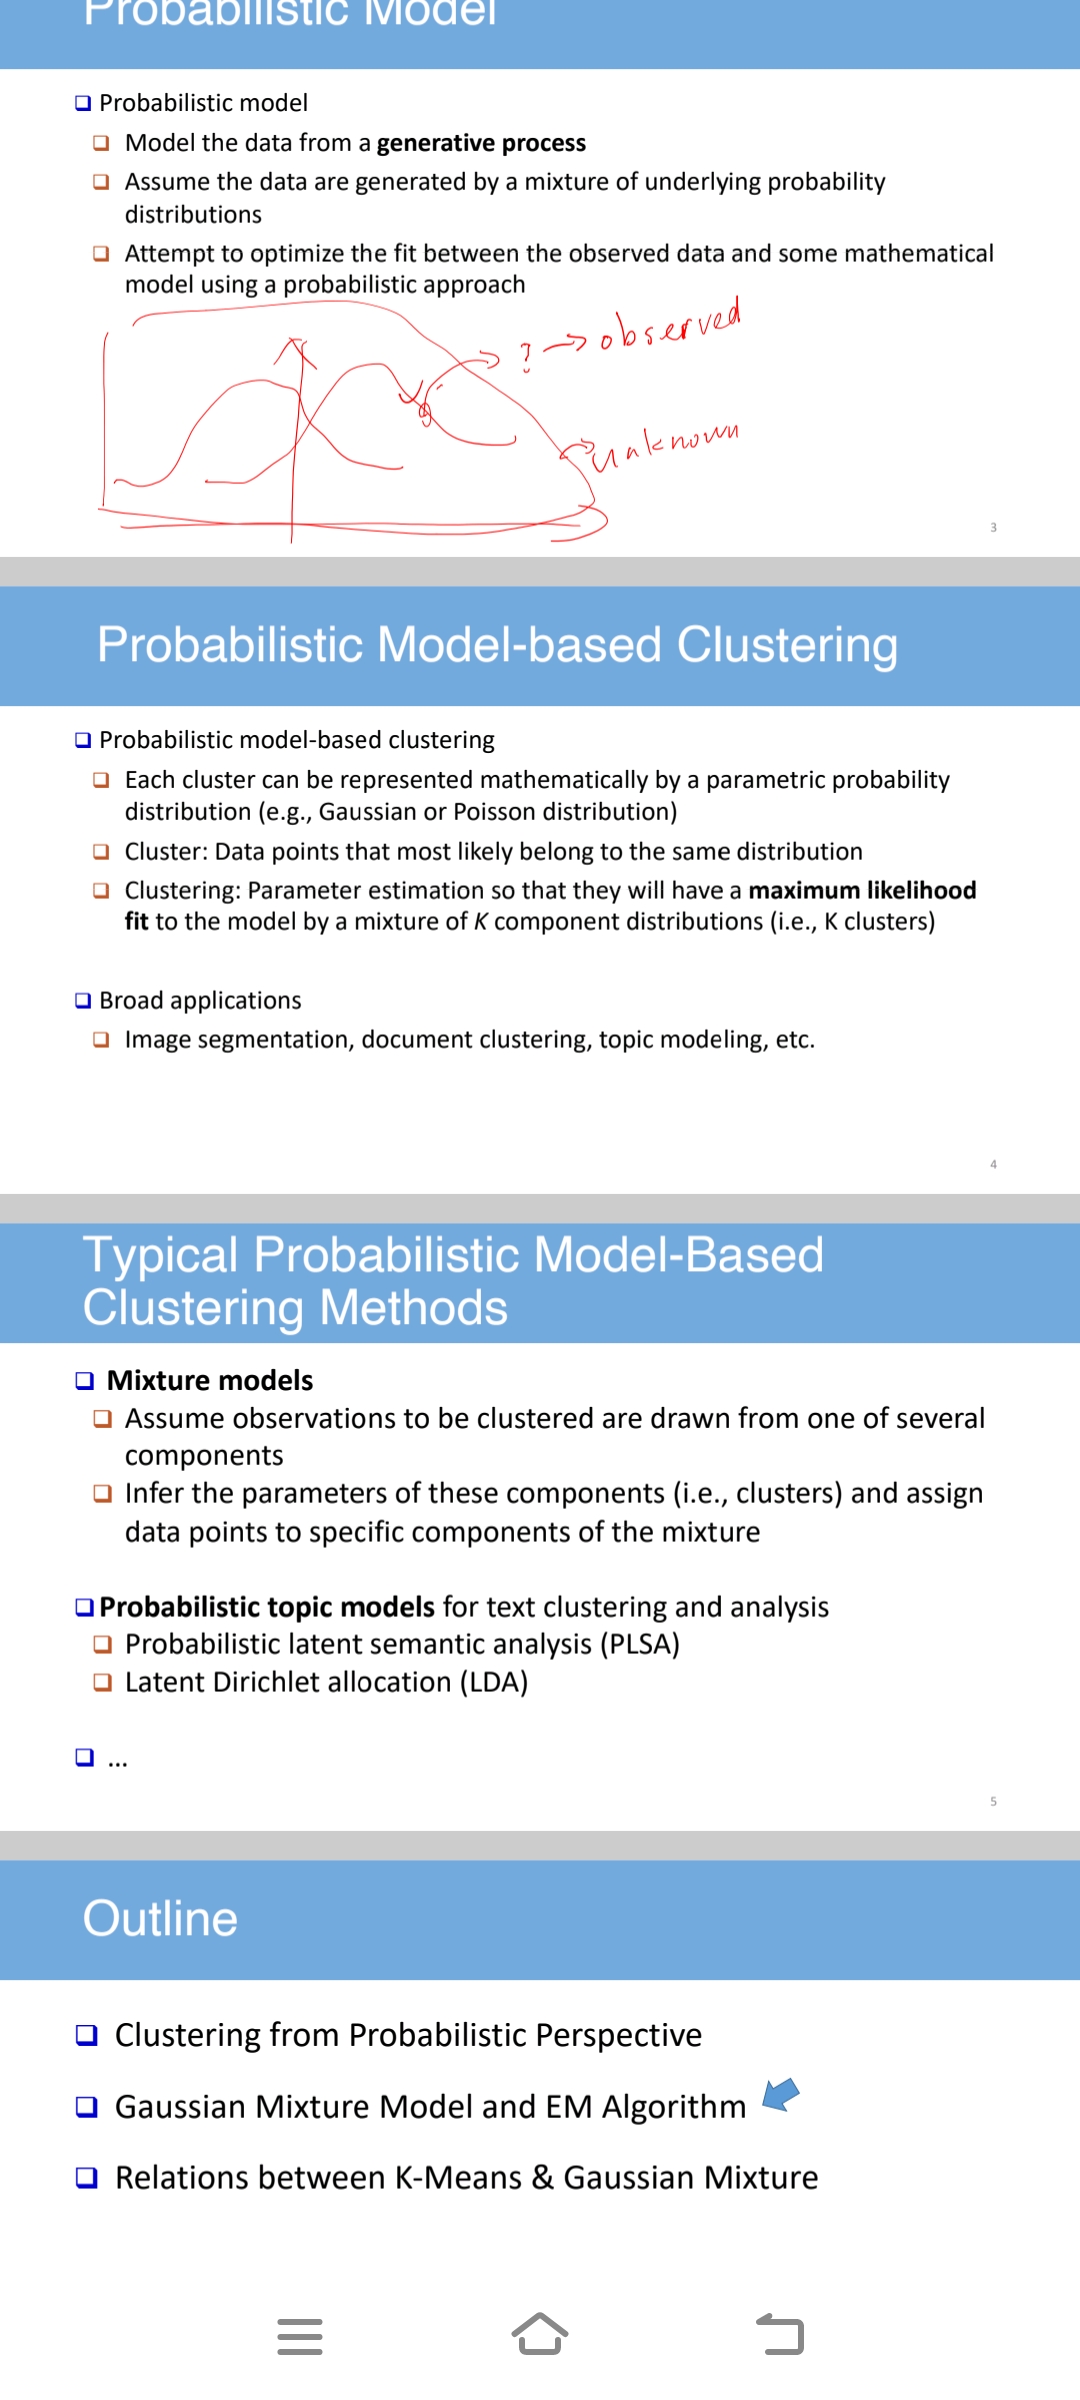 Probabilistic Model
Probabilistic model
Model the data from a generative process
Assume the data are generated by a mixture of underlying probability
distributions
Attempt to optimize the fit between the observed data and some mathematical
model using a probabilistic approach
? → observed
unknown
3
Probabilistic Model-based Clustering
Probabilistic model-based clustering
Each cluster can be represented mathematically by a parametric probability
distribution (e.g., Gaussian or Poisson distribution)
Cluster: Data points that most likely belong to the same distribution
Clustering: Parameter estimation so that they will have a maximum likelihood
fit to the model by a mixture of K component distributions (i.e., K clusters)
Broad applications
Image segmentation, document clustering, topic modeling, etc.
4
Typical Probabilistic Model-Based
Clustering Methods
Mixture models
Assume observations to be clustered are drawn from one of several
components
Infer the parameters of these components (i.e., clusters) and assign
data points to specific components of the mixture
Probabilistic topic models for text clustering and analysis
Probabilistic latent semantic analysis (PLSA)
Latent Dirichlet allocation (LDA)
...
5
Outline
Clustering from Probabilistic Perspective
Gaussian Mixture Model and EM Algorithm
Relations between K-Means & Gaussian Mixture